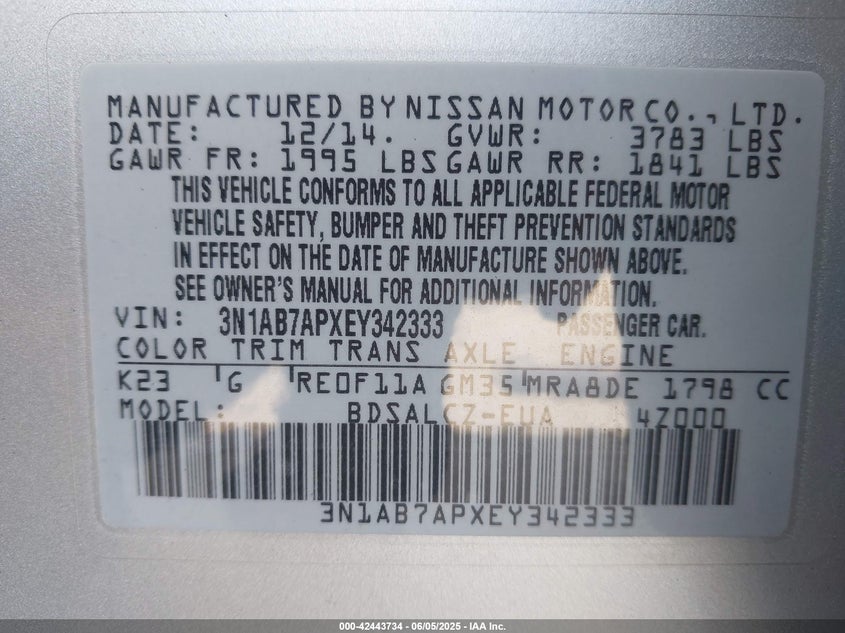 MANUFACTURED BY NISSAN MOTOR CO., LTD.
DATE: 12/14. GVWR: 3783 LBS
GAWR FR: 1995 LBS GAWR RR: 1841 LBS
THIS VEHICLE CONFORMS TO ALL APPLICABLE FEDERAL MOTOR
VEHICLE SAFETY, BUMPER AND THEFT PREVENTION STANDARDS
IN EFFECT ON THE DATE OF MANUFACTURE SHOWN ABOVE.
SEE OWNER'S MANUAL FOR ADDITIONAL INFORMATION.
VIN: 3N1AB7APXEY342333 PASSENGER CAR.
COLOR TRIM TRANS AXLE ENGINE
K23 G RE0F11A GM35 MRA8DE 1798 CC
MODEL: BDSALCZ-EUA 4Z000
3N1AB7APXEY342333
000-42443734 - 06/05/2025 - IAA Inc.